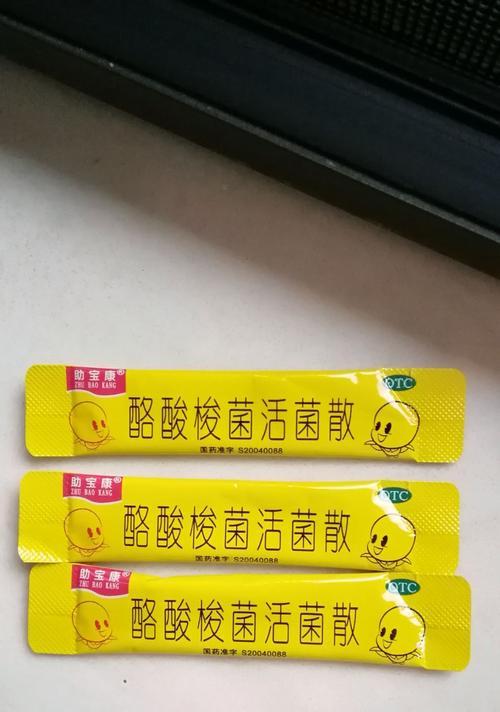 助宝康®
ZHU BAO KANG
OTC
酪酸梭菌活菌散
国药准字 S20040088
助宝康®
ZHU BAO KANG
OTC
酪酸梭菌活菌散
国药准字 S20040088
助宝康®
ZHU BAO KANG
OTC
酪酸梭菌活菌散
国药准字 S20040088